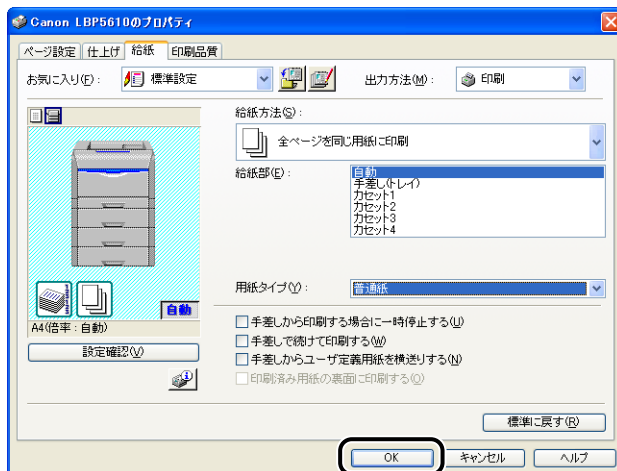 Canon LBP5610のプロパティ
ページ設定 仕上げ 給紙 印刷品質
お気に入り(F): 標準設定 出力方法(M): 印刷
給紙方法(S):
全ページを同じ用紙に印刷
給紙部(E): 自動
手差し(トレイ)
カセット1
カセット2
カセット3
カセット4
自動
用紙タイプ(Y): 普通紙
A4(倍率:自動)
設定確認(V)
手差しから印刷する場合に一時停止する(U)
手差しで続けて印刷する(W)
手差しからユーザ定義用紙を横送りする(N)
印刷済み用紙の裏面に印刷する(O)
標準に戻す(R)
OK キャンセル ヘルプ